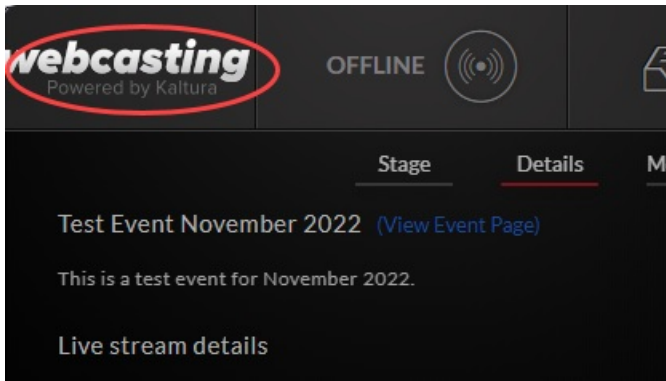 webcasting
Powered by Kaltura
OFFLINE
Stage Details M
Test Event November 2022 (View Event Page)
This is a test event for November 2022.
Live stream details